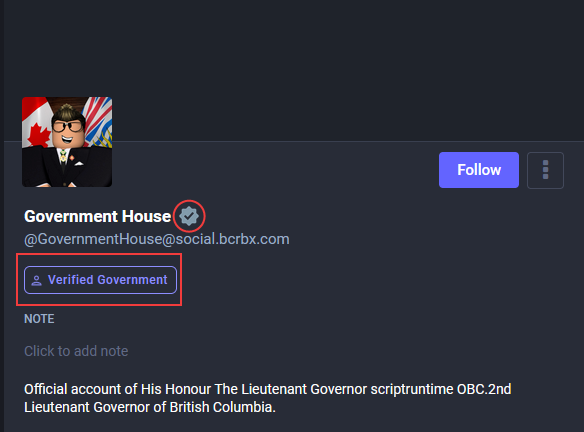 Follow
Government House
@GovernmentHouse@social.bcrbx.com
Verified Government
NOTE
Click to add note
Official account of His Honour The Lieutenant Governor scriptruntime OBC.2nd
Lieutenant Governor of British Columbia.